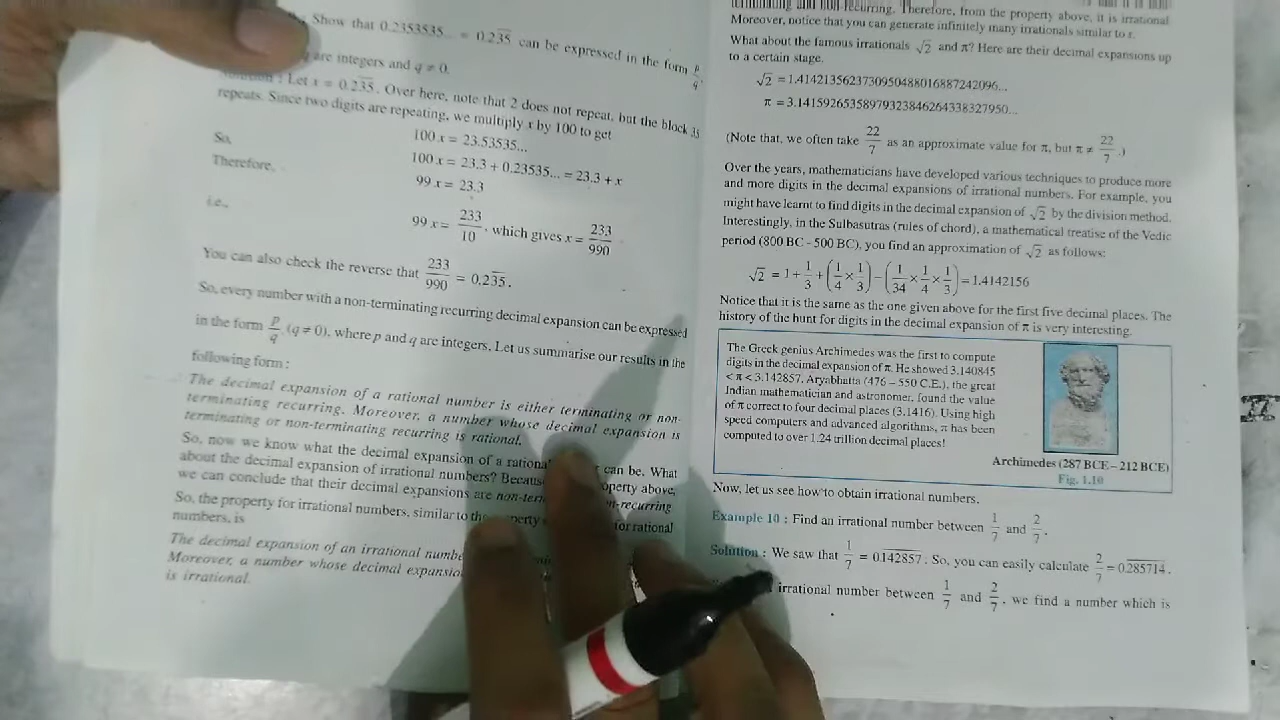 Show that 0.2353535... = 0.2\overline{35} can be expressed in the form p/q,
are integers and q ≠ 0.
: Let x = 0.2\overline{35}. Over here, note that 2 does not repeat, but the block 35
repeats. Since two digits are repeating, we multiply x by 100 to get
100 x = 23.53535...
So, 100 x = 23.3 + 0.23535... = 23.3 + x
Therefore, 99 x = 23.3
i.e., 99 x = 233/10, which gives x = 233/990
You can also check the reverse that 233/990 = 0.2\overline{35}.
So, every number with a non-terminating recurring decimal expansion can be expressed
in the form p/q (q ≠ 0), where p and q are integers. Let us summarise our results in the
following form :
The decimal expansion of a rational number is either terminating or non-
terminating recurring. Moreover, a number whose decimal expansion is
terminating or non-terminating recurring is rational.
So, now we know what the decimal expansion of a can be. What
about the decimal expansion of irrational numbers? property above,
we can conclude that their decimal expansions are
So, the property for irrational numbers, similar to for rational
numbers, is
The decimal expansion of an irrational
Moreover, a number whose decimal
is irrational.
terminating and non-recurring. Therefore, from the property above, it is irrational
Moreover, notice that you can generate infinitely many irrationals similar to s.
What about the famous irrationals √2 and π? Here are their decimal expansions up
to a certain stage.
√2 = 1.4142135623730950488016887242096...
π = 3.14159265358979323846264338327950...
(Note that, we often take 22/7 as an approximate value for π, but π ≠ 22/7.)
Over the years, mathematicians have developed various techniques to produce more
and more digits in the decimal expansions of irrational numbers. For example, you
might have learnt to find digits in the decimal expansion of √2 by the division method.
Interestingly, in the Sulbasutras (rules of chord), a mathematical treatise of the Vedic
period (800 BC - 500 BC), you find an approximation of √2 as follows:
√2 = 1 + 1/3 + (1/4 × 1/3) − (1/34 × 1/4 × 1/3) = 1.4142156
Notice that it is the same as the one given above for the first five decimal places. The
history of the hunt for digits in the decimal expansion of π is very interesting.
The Greek genius Archimedes was the first to compute
digits in the decimal expansion of π. He showed 3.140845
< π < 3.142857. Aryabhatta (476 – 550 C.E.), the great
Indian mathematician and astronomer, found the value
of π correct to four decimal places (3.1416). Using high
speed computers and advanced algorithms, π has been
computed to over 1.24 trillion decimal places!
Archimedes (287 BCE – 212 BCE)
Fig. 1.10
Now, let us see how to obtain irrational numbers.
Example 10 : Find an irrational number between 1/7 and 2/7.
Solution : We saw that 1/7 = 0.\overline{142857}. So, you can easily calculate 2/7 = 0.\overline{285714}.
irrational number between 1/7 and 2/7, we find a number which is